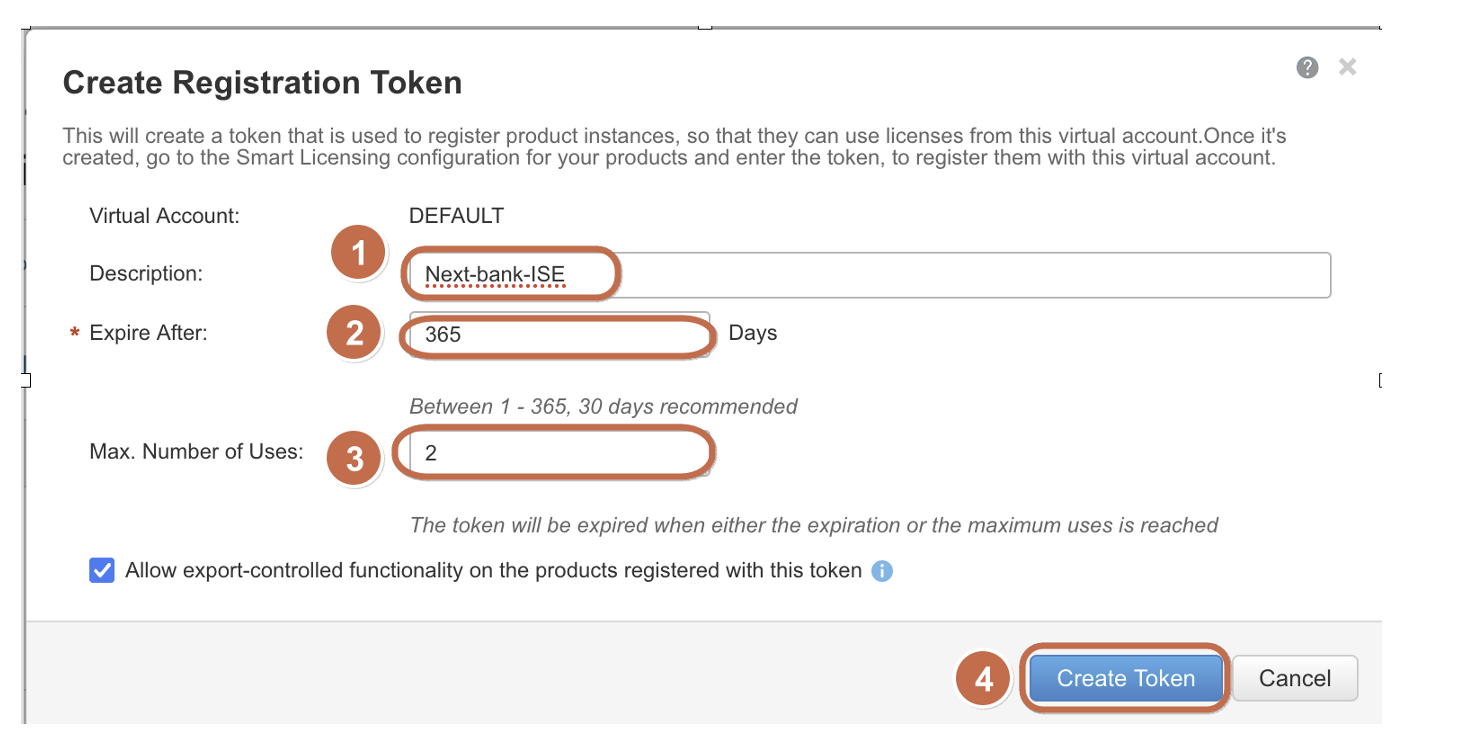 Create Registration Token
This will create a token that is used to register product instances, so that they can use licenses from this virtual account.Once it's
created, go to the Smart Licensing configuration for your products and enter the token, to register them with this virtual account.
Virtual Account: DEFAULT
1
Description: Next-bank-ISE
* Expire After: 2 365 Days
Between 1 - 365, 30 days recommended
Max. Number of Uses: 3 2
The token will be expired when either the expiration or the maximum uses is reached
Allow export-controlled functionality on the products registered with this token
4 Create Token Cancel